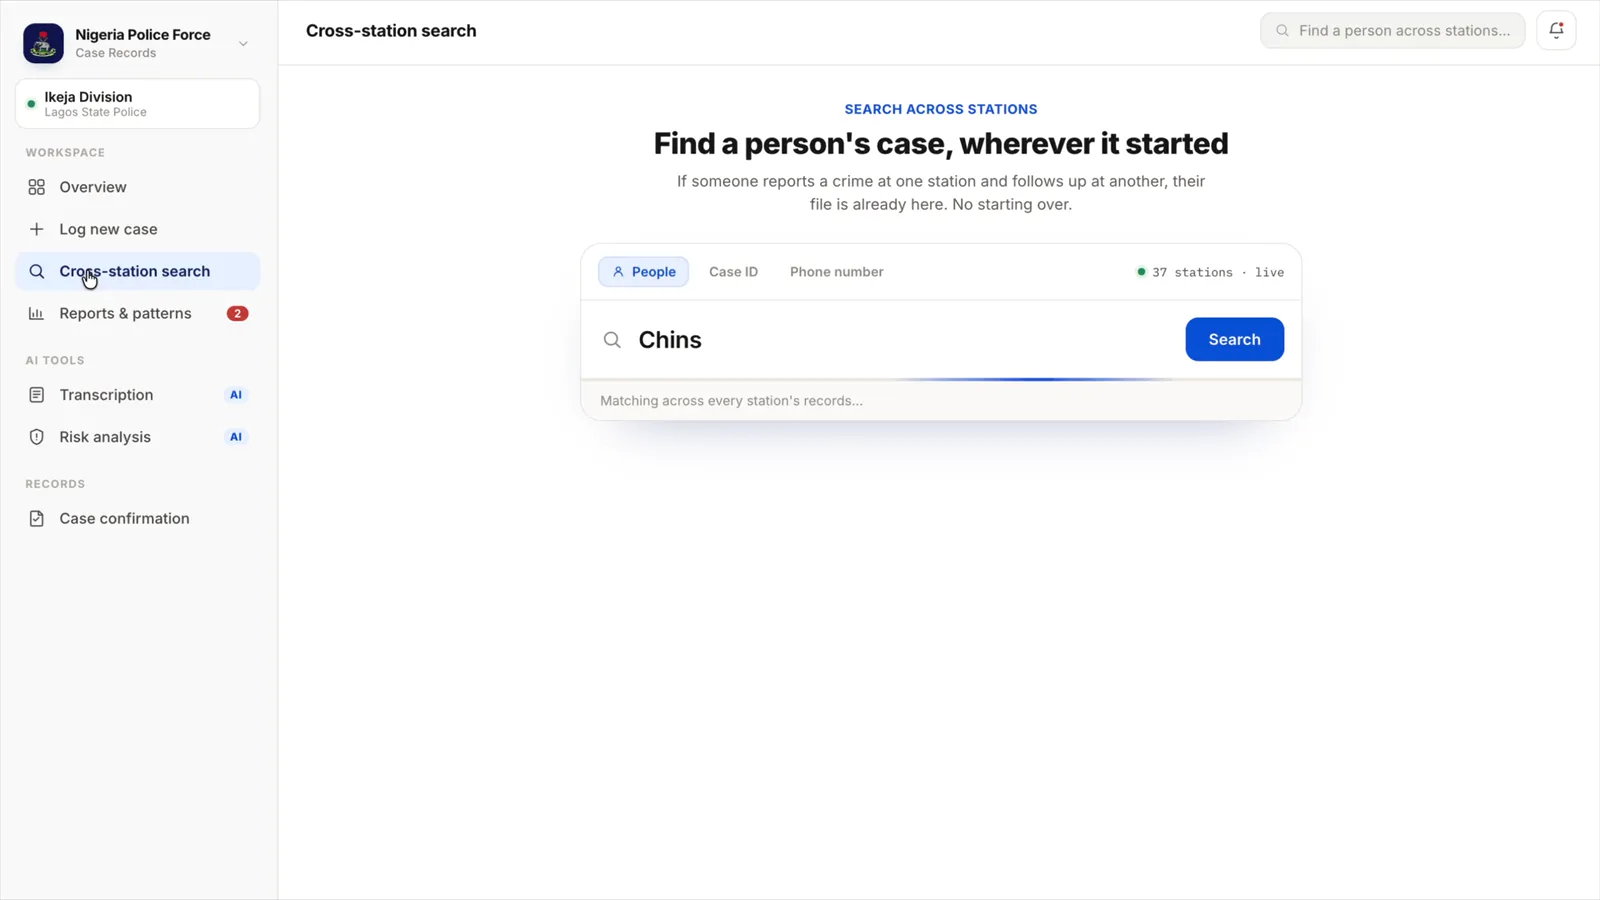 Nigeria Police Force
Case Records
Ikeja Division
Lagos State Police
WORKSPACE
Overview
Log new case
Cross-station search
Reports & patterns
2
AI TOOLS
Transcription
AI
Risk analysis
AI
RECORDS
Case confirmation
Cross-station search
Find a person across stations...
SEARCH ACROSS STATIONS
Find a person's case, wherever it started
If someone reports a crime at one station and follows up at another, their
file is already here. No starting over.
People
Case ID
Phone number
37 stations · live
Chins
Search
Matching across every station's records...